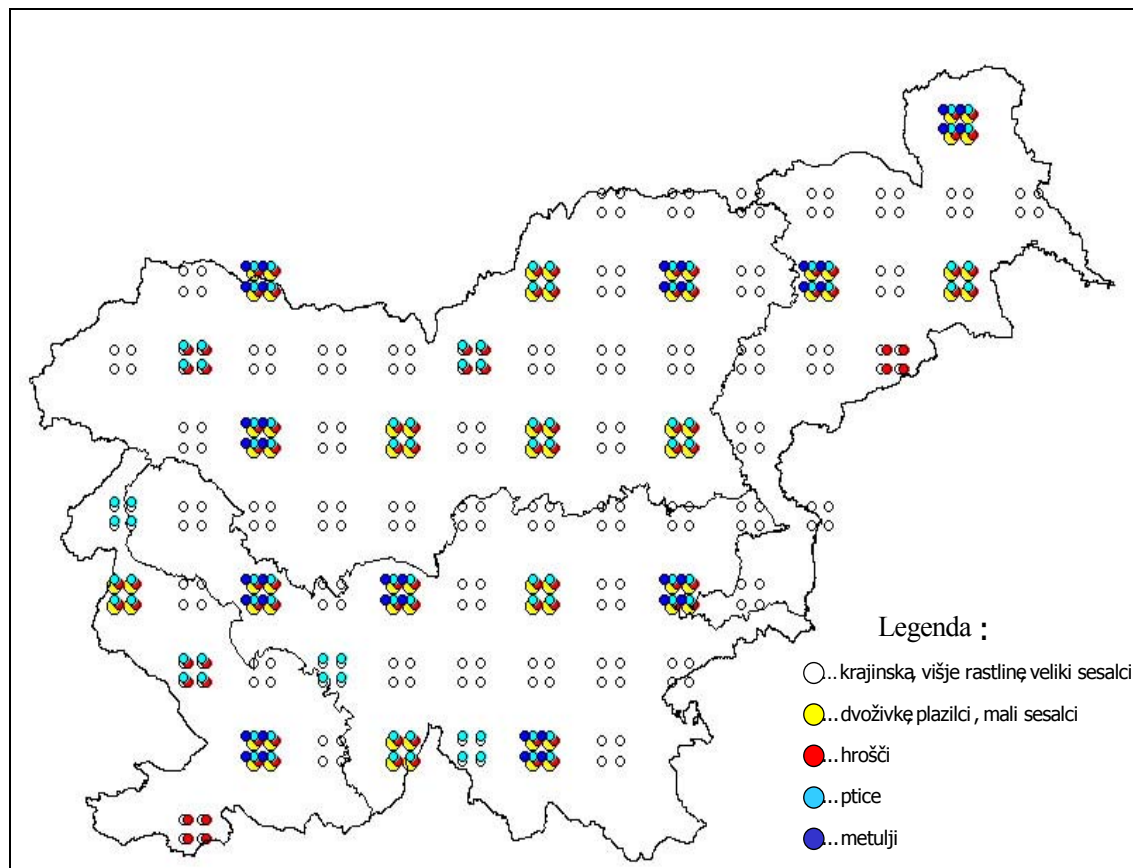 Legenda :
...krajinska, višje rastline, veliki sesalci
...dvoživke, plazilci , mali sesalci
...hrošči
...ptice
...metulji